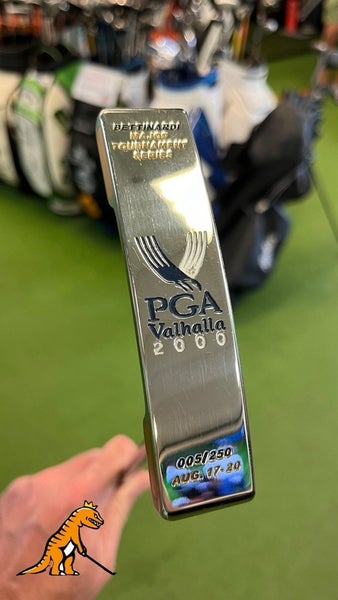 BETTINARDI
MAJOR
TOURNAMENT
SERIES
PGA
Valhalla
2000
005/250
AUG. 17-20